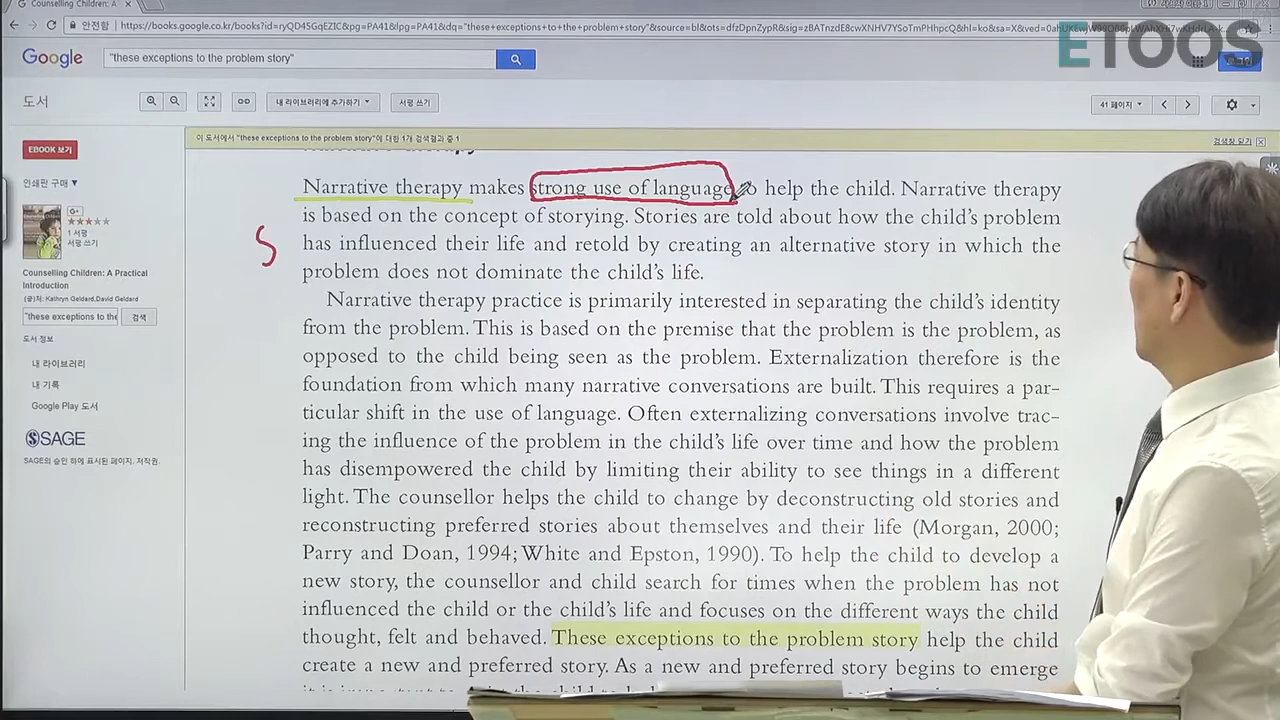 G Counselling Children: A
안전함 | https://books.google.co.kr/books?id=ryQD45GqEZIC&pg=PA41&lpg=PA41&dq="these+exceptions+to+the+problem+story"&source=bl&ots=
ETOOS
Google
"these exceptions to the problem story"
도서
내 라이브러리에 추가하기
서평 쓰기
41 페이지
EBOOK 보기
이 도서에서 "these exceptions to the problem story"에 대한 1개 검색결과 중 1
검색창 닫기
인쇄판 구매
G+
1 서평
서평 쓰기
Counselling Children: A Practical
Introduction
저: Kathryn Geldard,David Geldard
"these exceptions to the
검색
도서 정보
내 라이브러리
내 기록
Google Play 도서
SAGE
SAGE의 승인 하에 표시된 페이지. 저작권.
Narrative therapy makes strong use of language to help the child. Narrative therapy
is based on the concept of storying. Stories are told about how the child's problem
has influenced their life and retold by creating an alternative story in which the
problem does not dominate the child's life.
Narrative therapy practice is primarily interested in separating the child's identity
from the problem. This is based on the premise that the problem is the problem, as
opposed to the child being seen as the problem. Externalization therefore is the
foundation from which many narrative conversations are built. This requires a par-
ticular shift in the use of language. Often externalizing conversations involve trac-
ing the influence of the problem in the child's life over time and how the problem
has disempowered the child by limiting their ability to see things in a different
light. The counsellor helps the child to change by deconstructing old stories and
reconstructing preferred stories about themselves and their life (Morgan, 2000;
Parry and Doan, 1994; White and Epston, 1990). To help the child to develop a
new story, the counsellor and child search for times when the problem has not
influenced the child or the child's life and focuses on the different ways the child
thought, felt and behaved. These exceptions to the problem story help the child
create a new and preferred story. As a new and preferred story begins to emerge
S